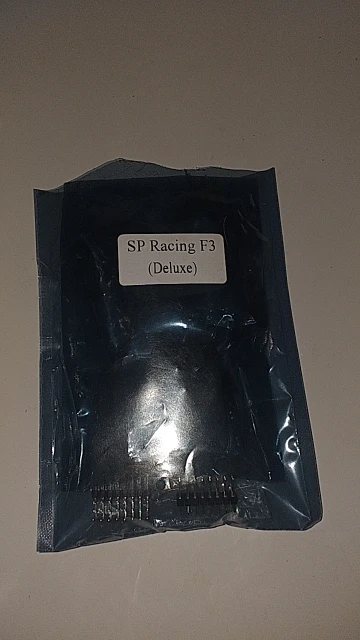 SP Racing F3
(Deluxe)